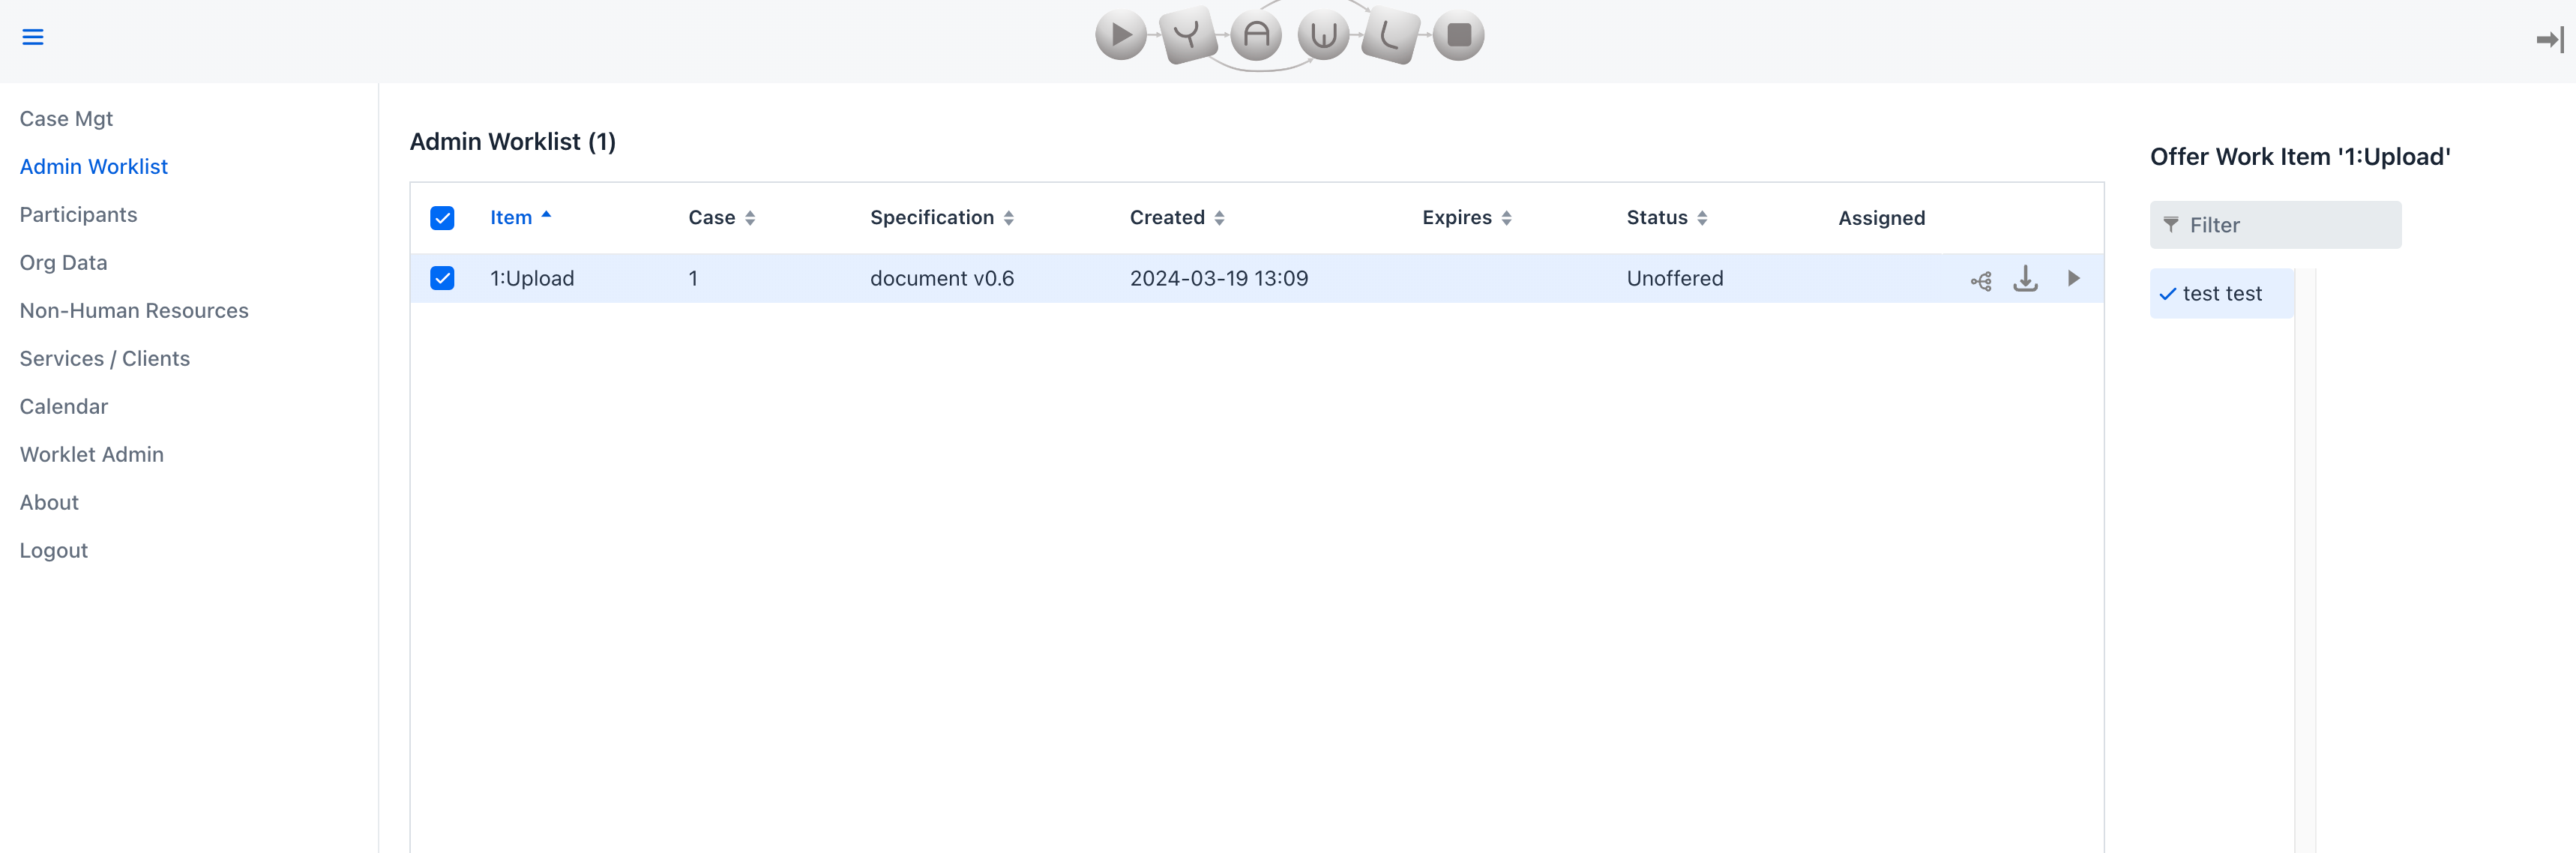 Y A W L
Case Mgt
Admin Worklist
Participants
Org Data
Non-Human Resources
Services / Clients
Calendar
Worklet Admin
About
Logout
Admin Worklist (1)
Item Case Specification Created Expires Status Assigned
1:Upload 1 document v0.6 2024-03-19 13:09 Unoffered
Offer Work Item '1:Upload'
Filter
test test